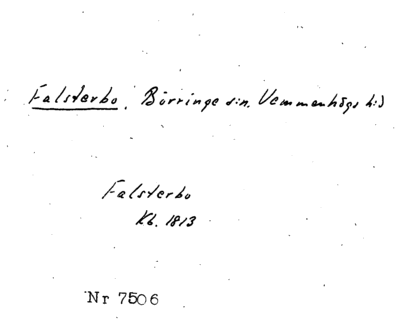 Falsterbo, Börringe s:n, Vemmenhögs h:d
Falsterbo
Kb. 1813
Nr 7506